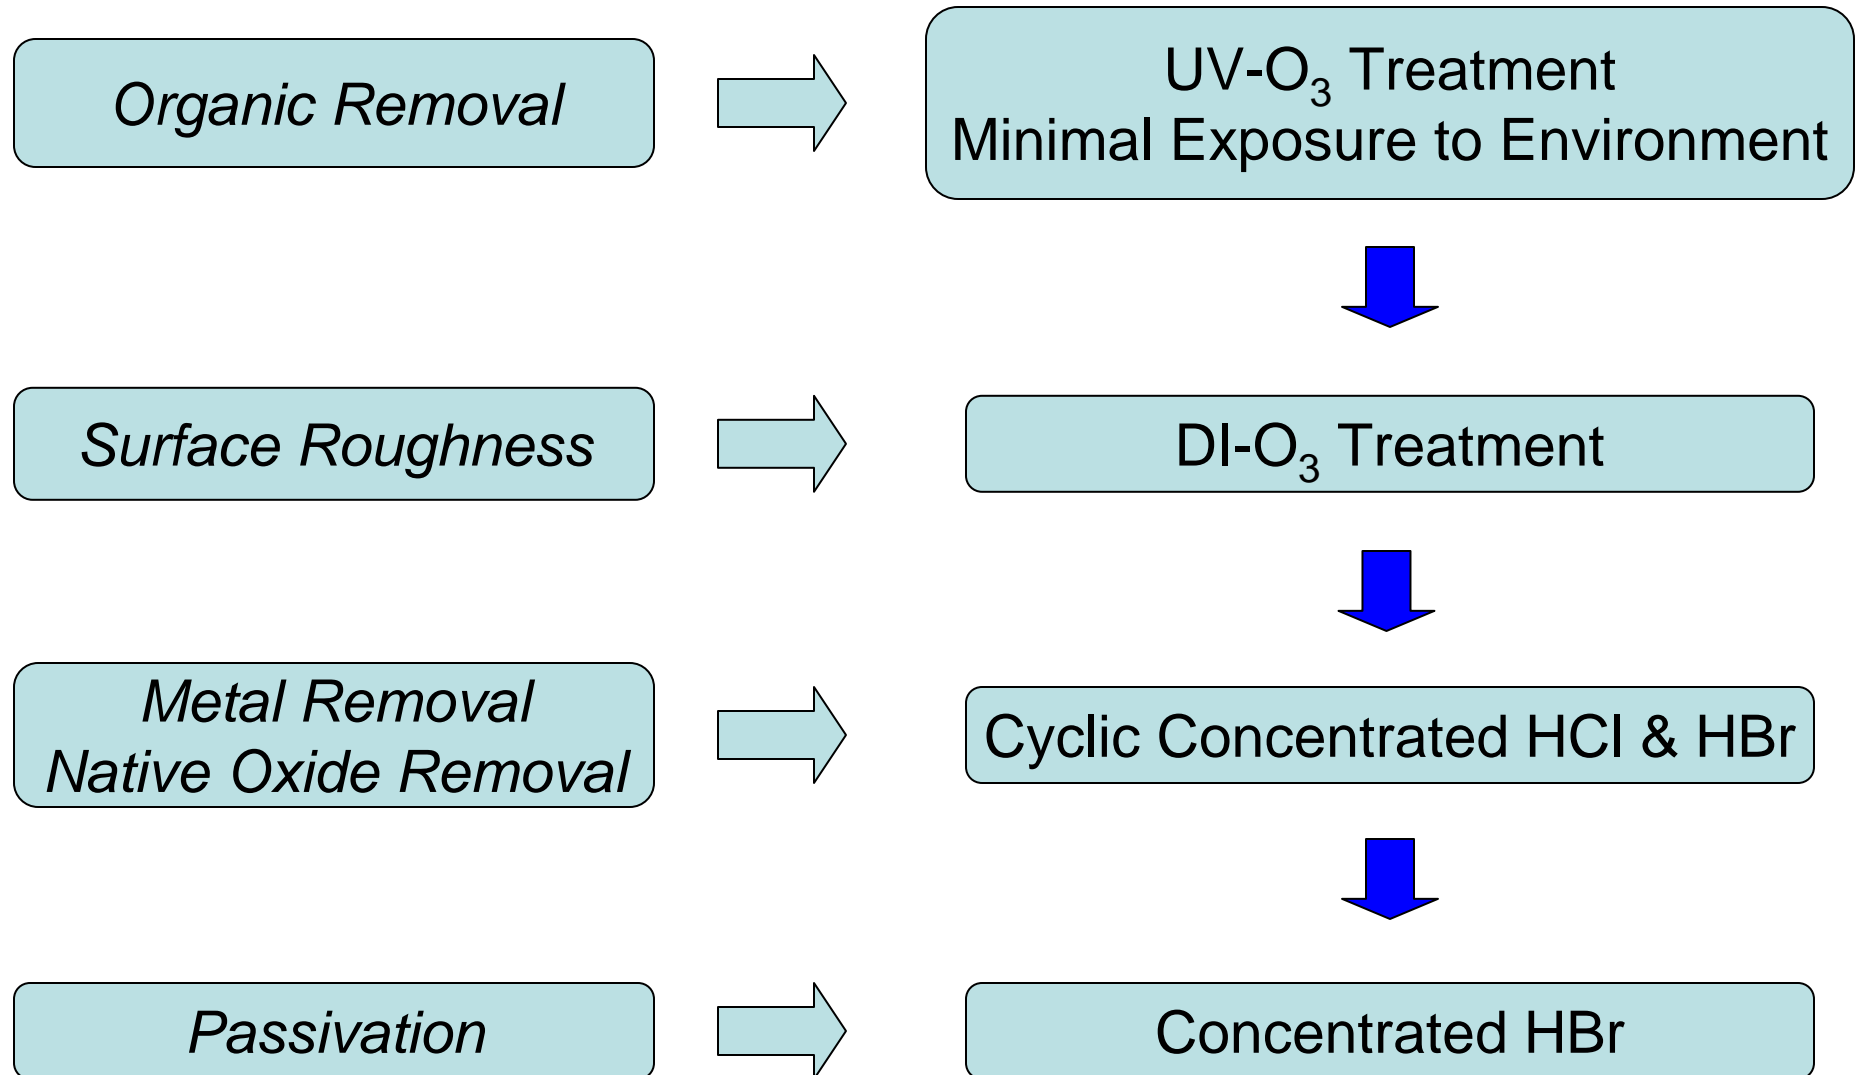 Organic Removal
UV-O₃ Treatment
Minimal Exposure to Environment
Surface Roughness
DI-O₃ Treatment
Metal Removal
Native Oxide Removal
Cyclic Concentrated HCl & HBr
Passivation
Concentrated HBr